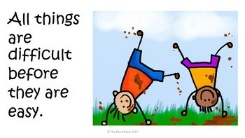 All things
are
difficult
before
they are
easy.